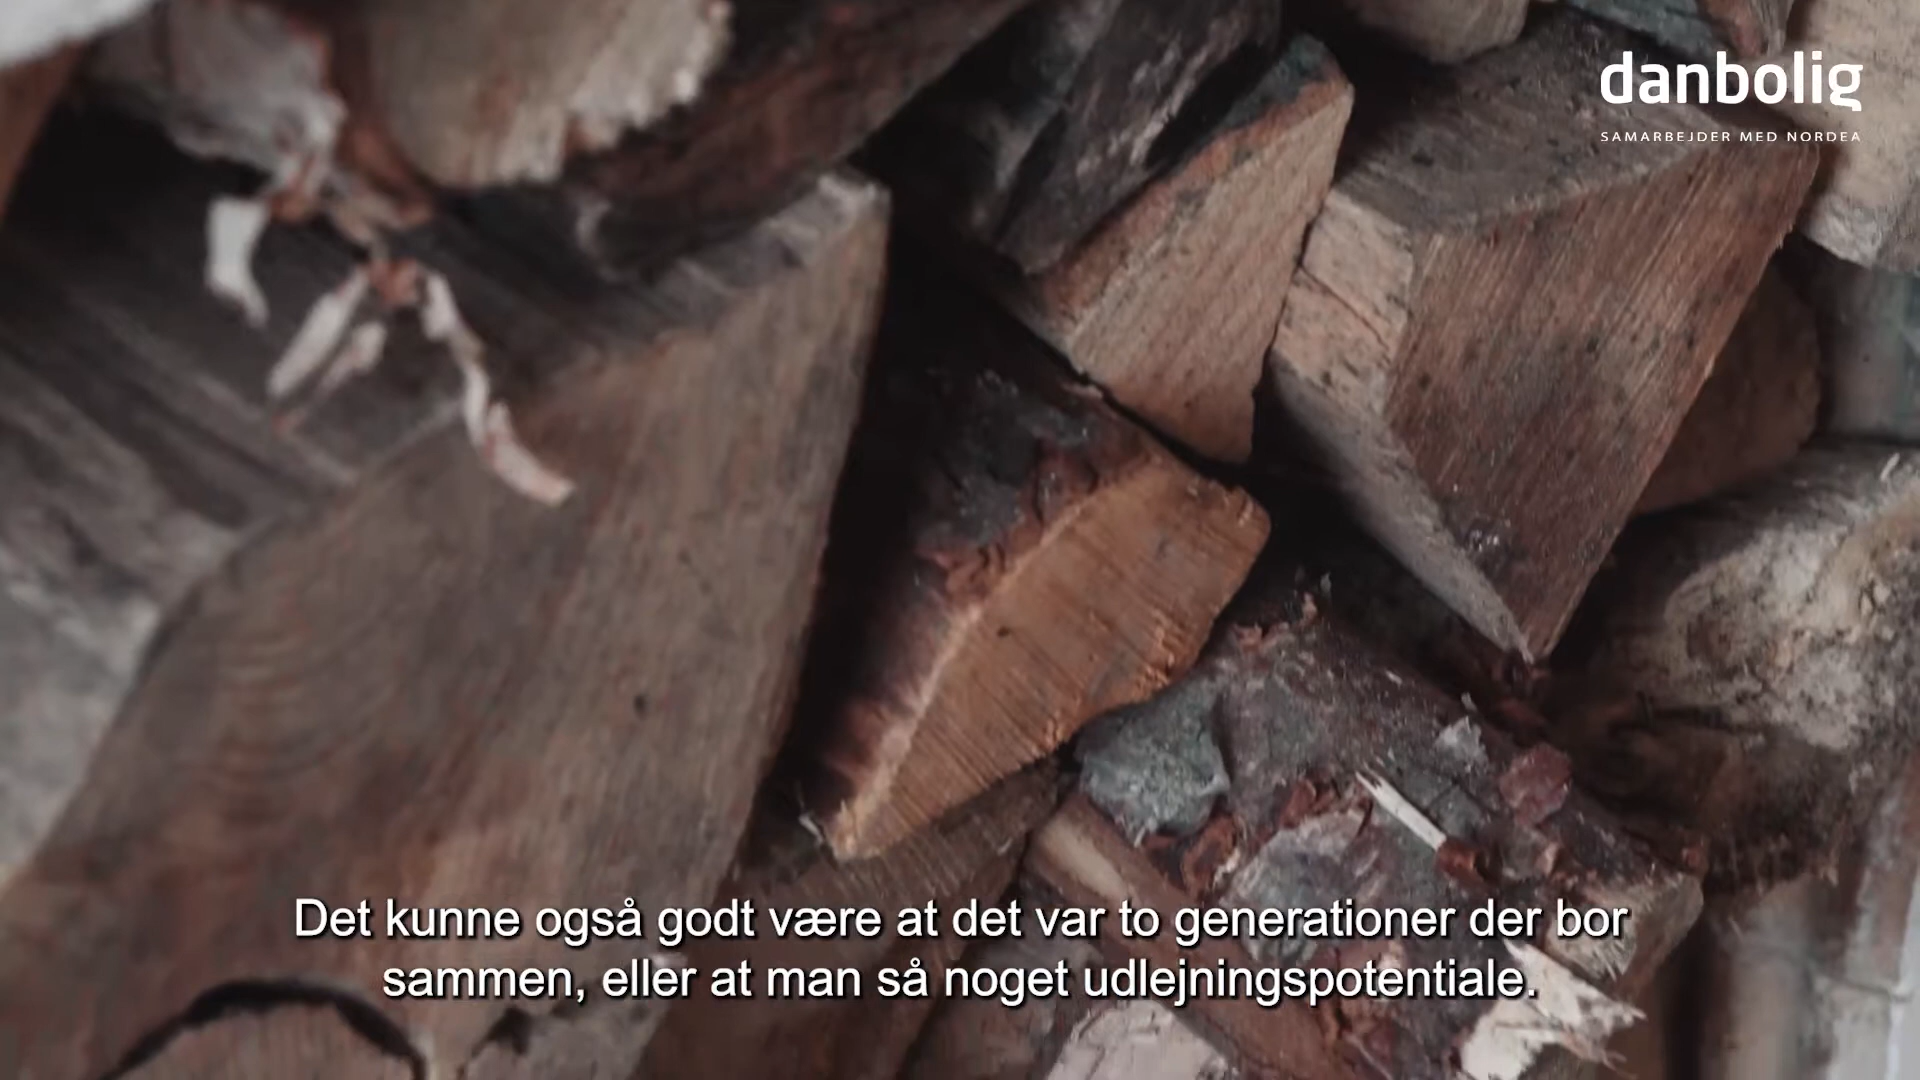 danbolig
SAMARBEJDER MED NORDEA
Det kunne også godt være at det var to generationer der bor
sammen, eller at man så noget udlejningspotentiale.